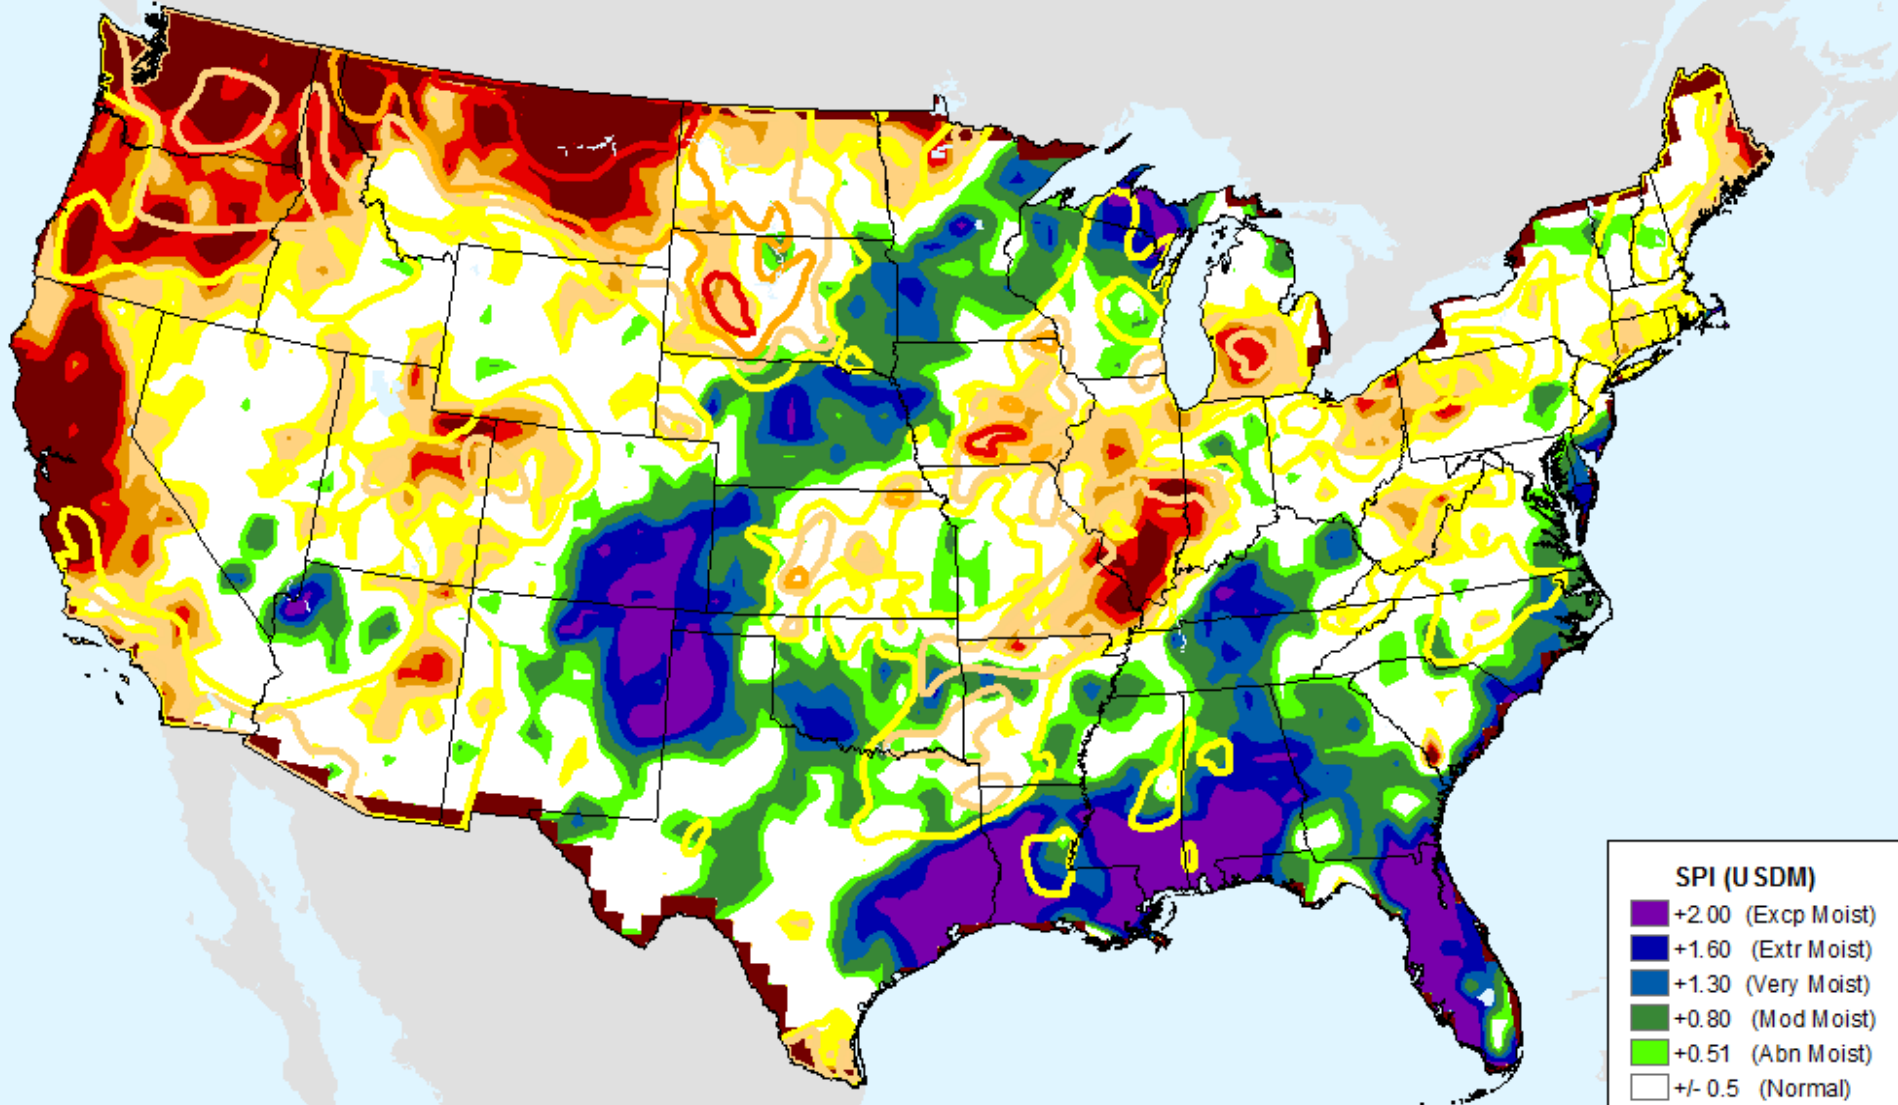 SPI (USDM)
+2.00 (Excp Moist)
+1.60 (Extr Moist)
+1.30 (Very Moist)
+0.80 (Mod Moist)
+0.51 (Abn Moist)
+/- 0.5 (Normal)